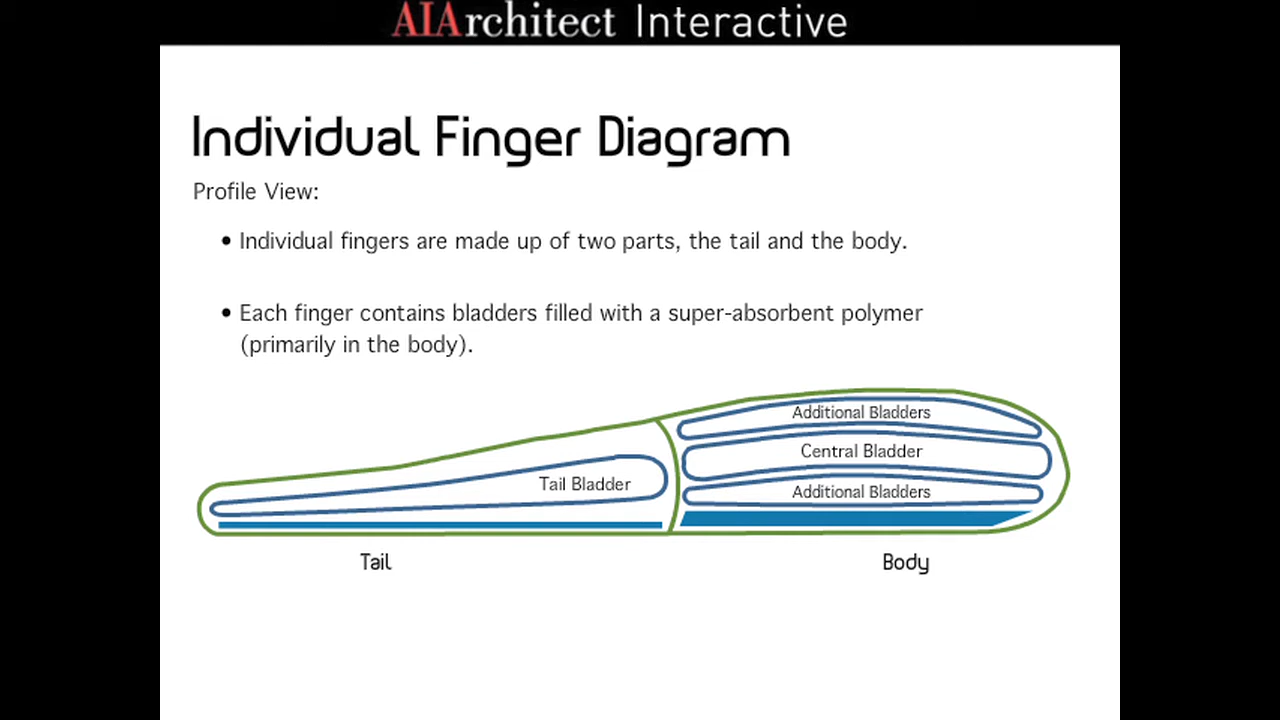 AIArchitect Interactive
Individual Finger Diagram
Profile View:
• Individual fingers are made up of two parts, the tail and the body.
• Each finger contains bladders filled with a super-absorbent polymer
(primarily in the body).
Additional Bladders
Central Bladder
Tail Bladder
Additional Bladders
Tail
Body